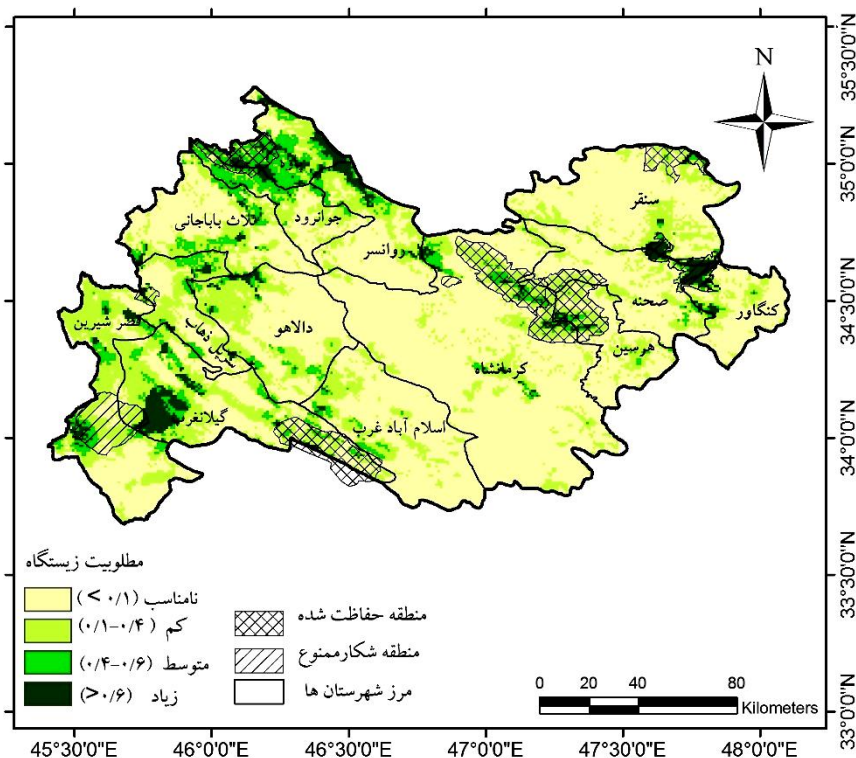 N
35°30'0"N
35°0'0"N
34°30'0"N
34°0'0"N
33°30'0"N
33°0'0"N
سنقر
جوانرود
ثلاث باباجانی
روانسر
صحنه
کنگاور
قصر شیرین
دالاهو
سرپل ذهاب
هرسین
کرمانشاه
گیلانغرب
اسلام آباد غرب
مطلوبیت زیستگاه
نامناسب (۰/۱ >)
کم (۰/۱-۰/۴)
متوسط (۰/۴-۰/۶)
زیاد (۰/۶<)
منطقه حفاظت شده
منطقه شکارممنوع
مرز شهرستان ها
0 20 40 80
Kilometers
45°30'0"E 46°0'0"E 46°30'0"E 47°0'0"E 47°30'0"E 48°0'0"E